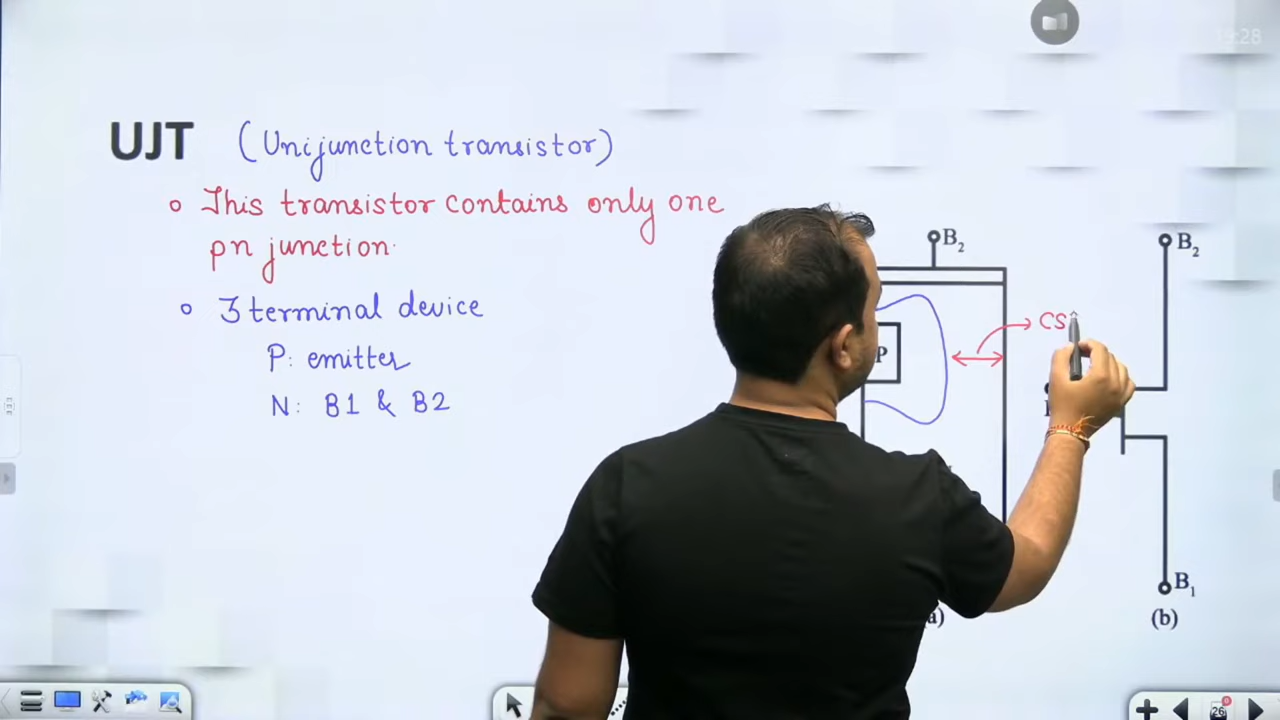 UJT (Unijunction transistor)
This transistor contains only one
pn junction.
3 terminal device
P: emitter
N: B1 & B2
B₂
P
CS
B₂
B₁
(b)
26